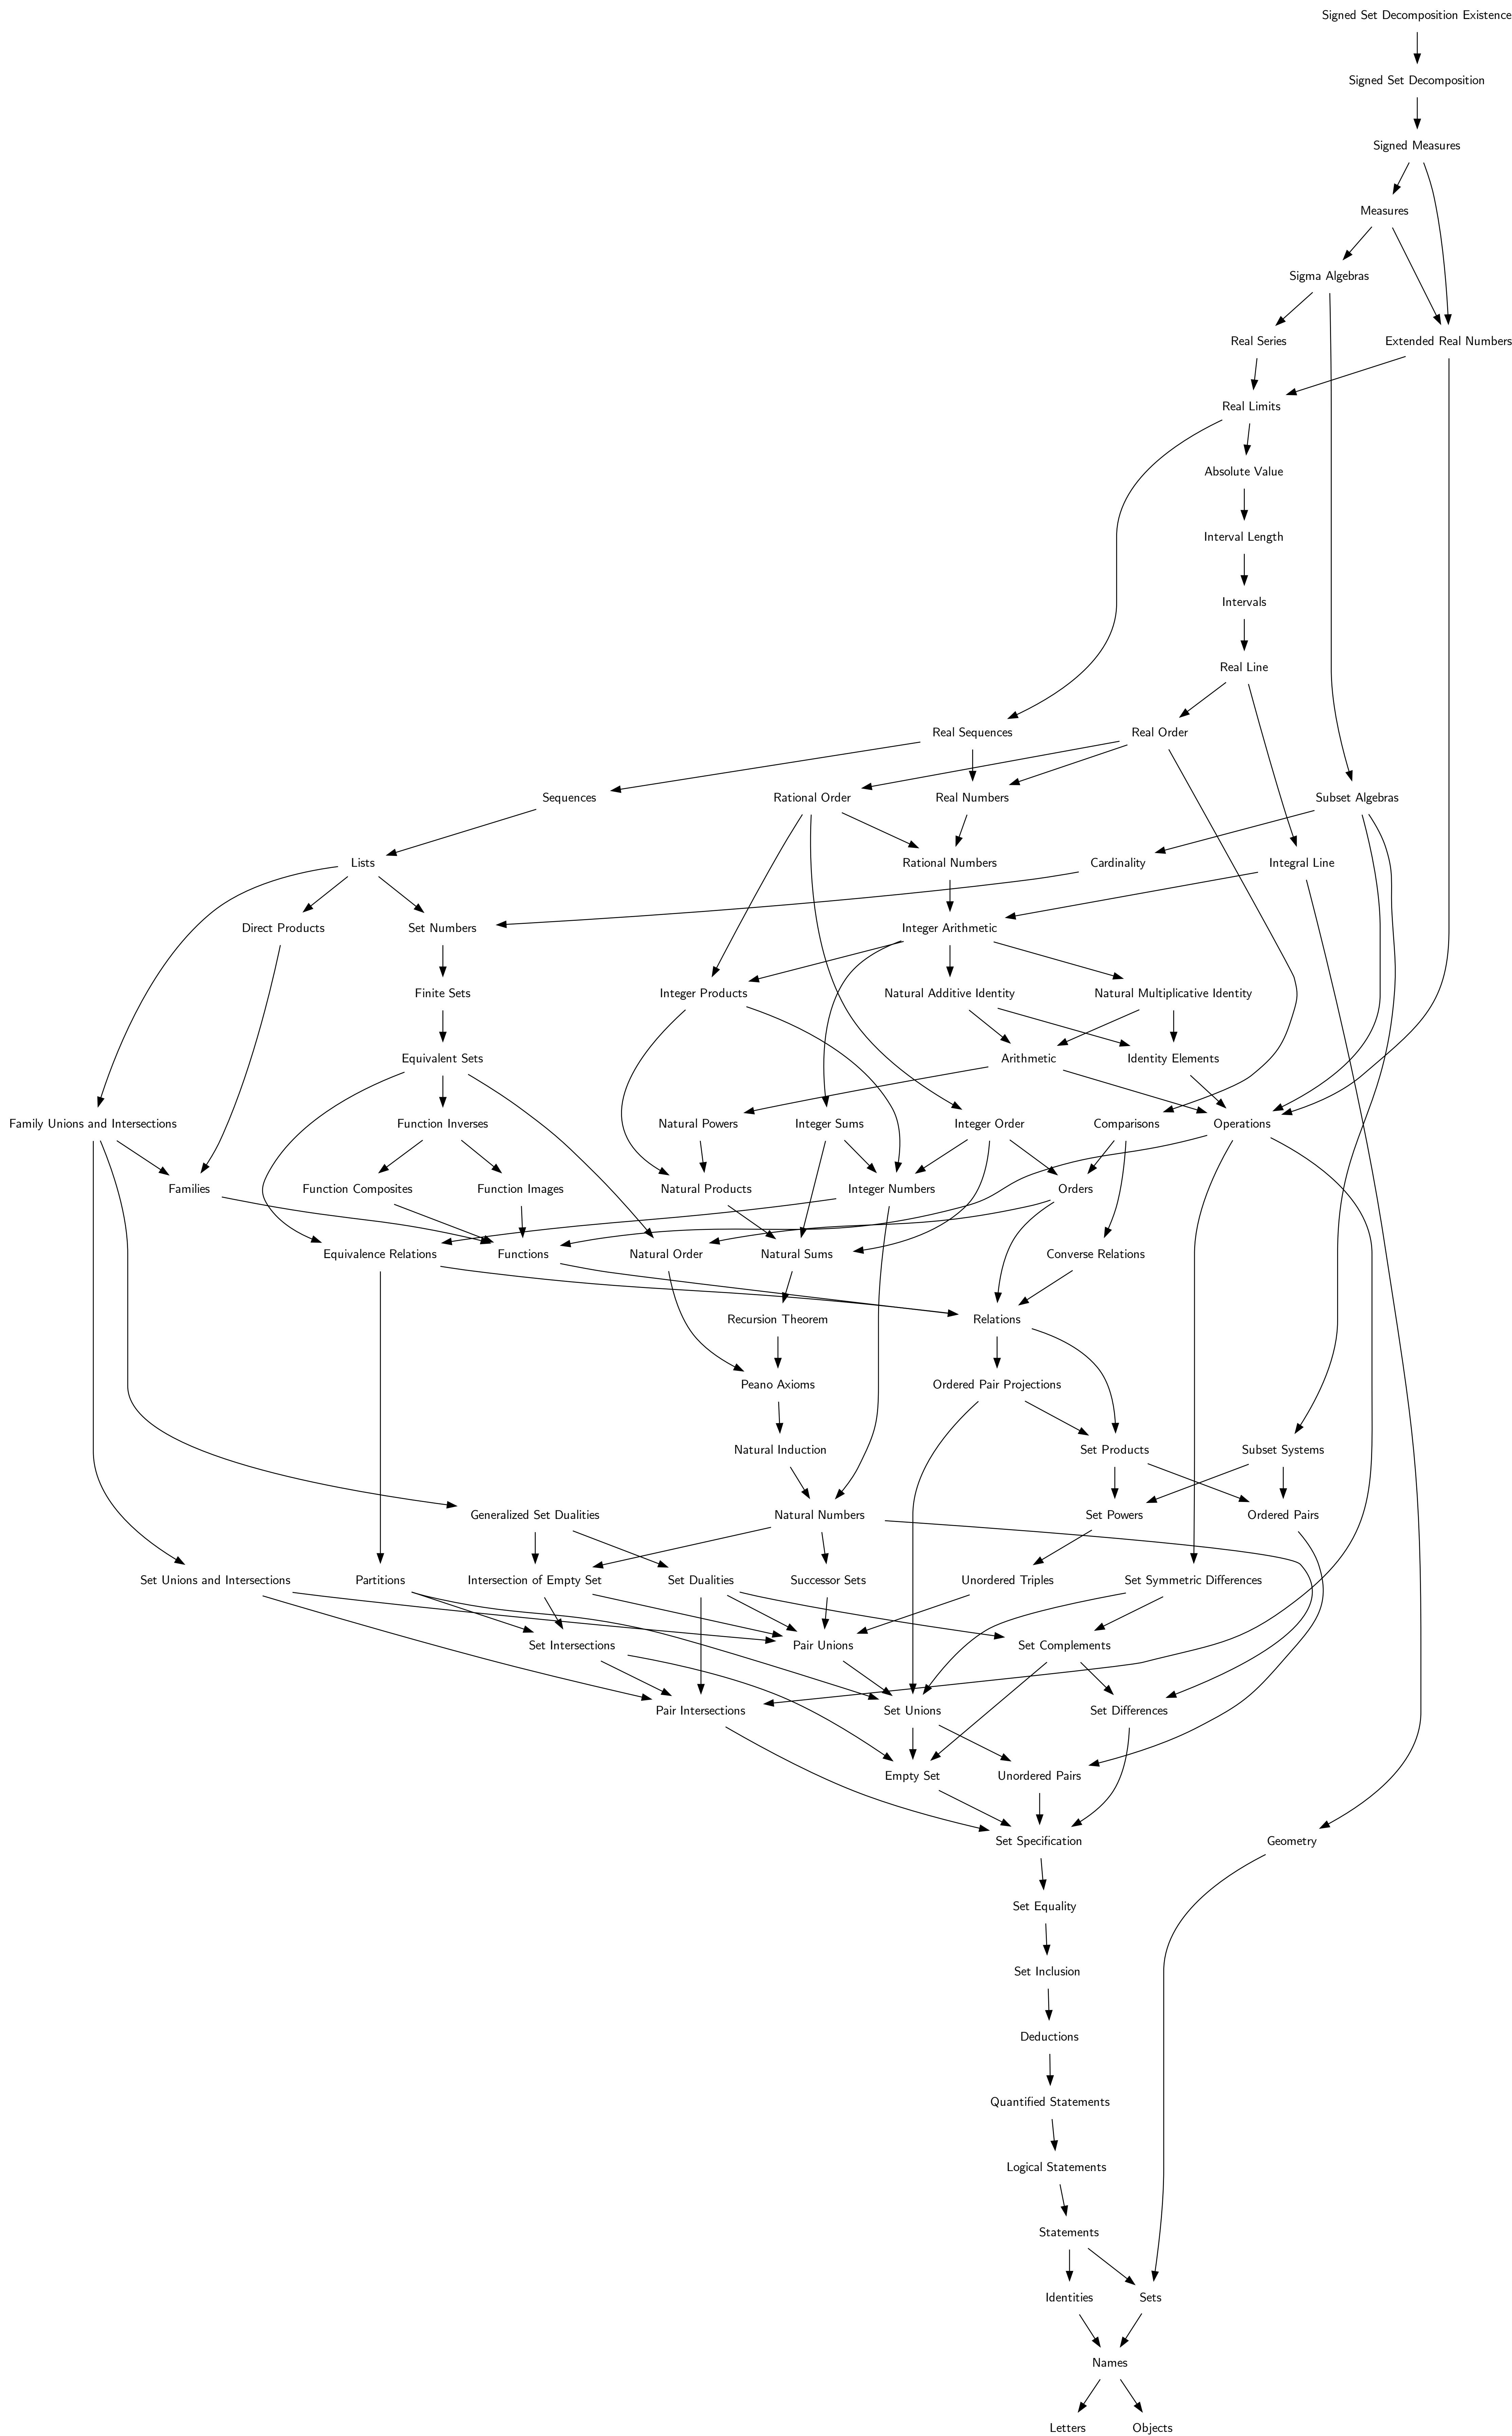 Signed Set Decomposition Existence
Signed Set Decomposition
Signed Measures
Measures
Sigma Algebras
Real Series
Extended Real Numbers
Real Limits
Absolute Value
Interval Length
Intervals
Real Line
Real Sequences
Real Order
Sequences
Rational Order
Real Numbers
Subset Algebras
Lists
Rational Numbers
Cardinality
Integral Line
Direct Products
Set Numbers
Integer Arithmetic
Finite Sets
Integer Products
Natural Additive Identity
Natural Multiplicative Identity
Equivalent Sets
Arithmetic
Identity Elements
Family Unions and Intersections
Function Inverses
Natural Powers
Integer Sums
Integer Order
Comparisons
Operations
Families
Function Composites
Function Images
Natural Products
Integer Numbers
Orders
Equivalence Relations
Functions
Natural Order
Natural Sums
Converse Relations
Recursion Theorem
Relations
Peano Axioms
Ordered Pair Projections
Natural Induction
Set Products
Subset Systems
Generalized Set Dualities
Natural Numbers
Set Powers
Ordered Pairs
Set Unions and Intersections
Partitions
Intersection of Empty Set
Set Dualities
Successor Sets
Unordered Triples
Set Symmetric Differences
Set Intersections
Pair Unions
Set Complements
Pair Intersections
Set Unions
Set Differences
Empty Set
Unordered Pairs
Set Specification
Geometry
Set Equality
Set Inclusion
Deductions
Quantified Statements
Logical Statements
Statements
Identities
Sets
Names
Letters
Objects